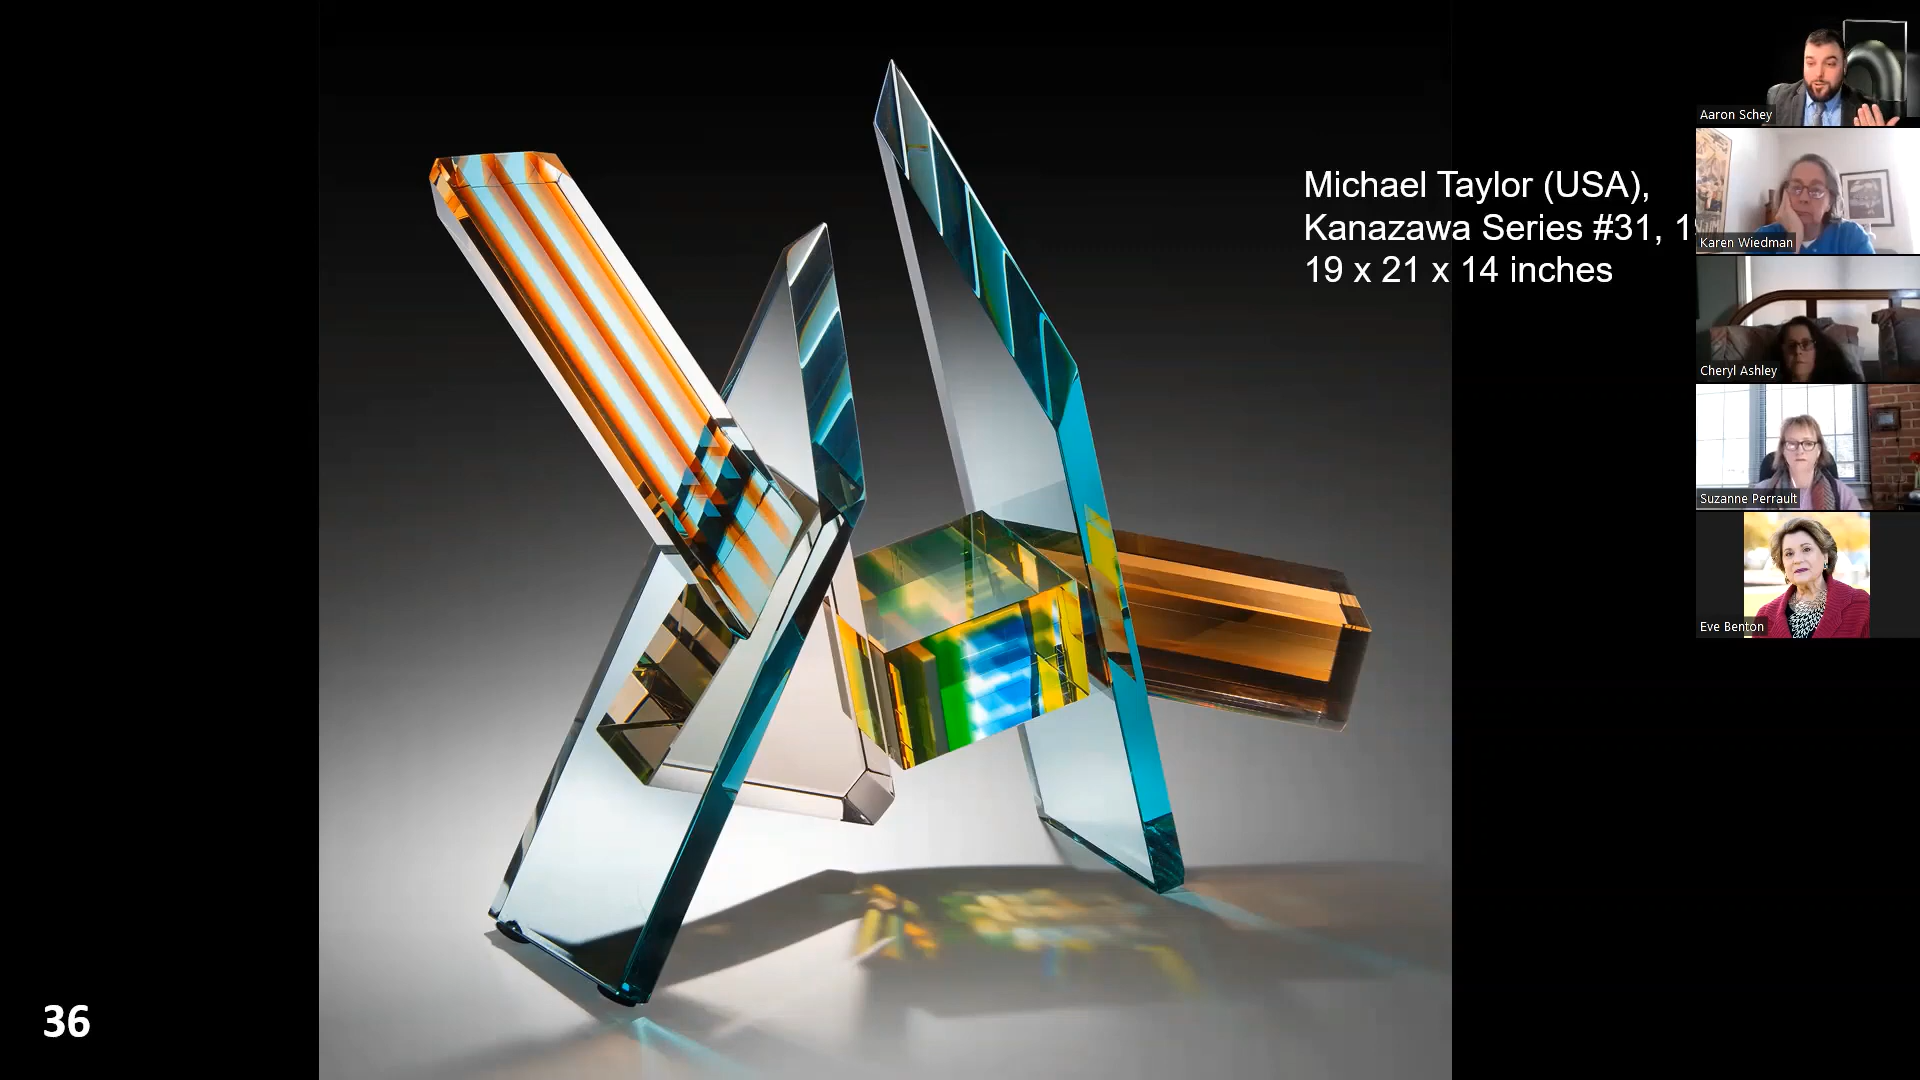 Michael Taylor (USA),
Kanazawa Series #31,
19 x 21 x 14 inches
36
Aaron Schey
Karen Wiedman
Cheryl Ashley
Suzanne Perrault
Eve Benton